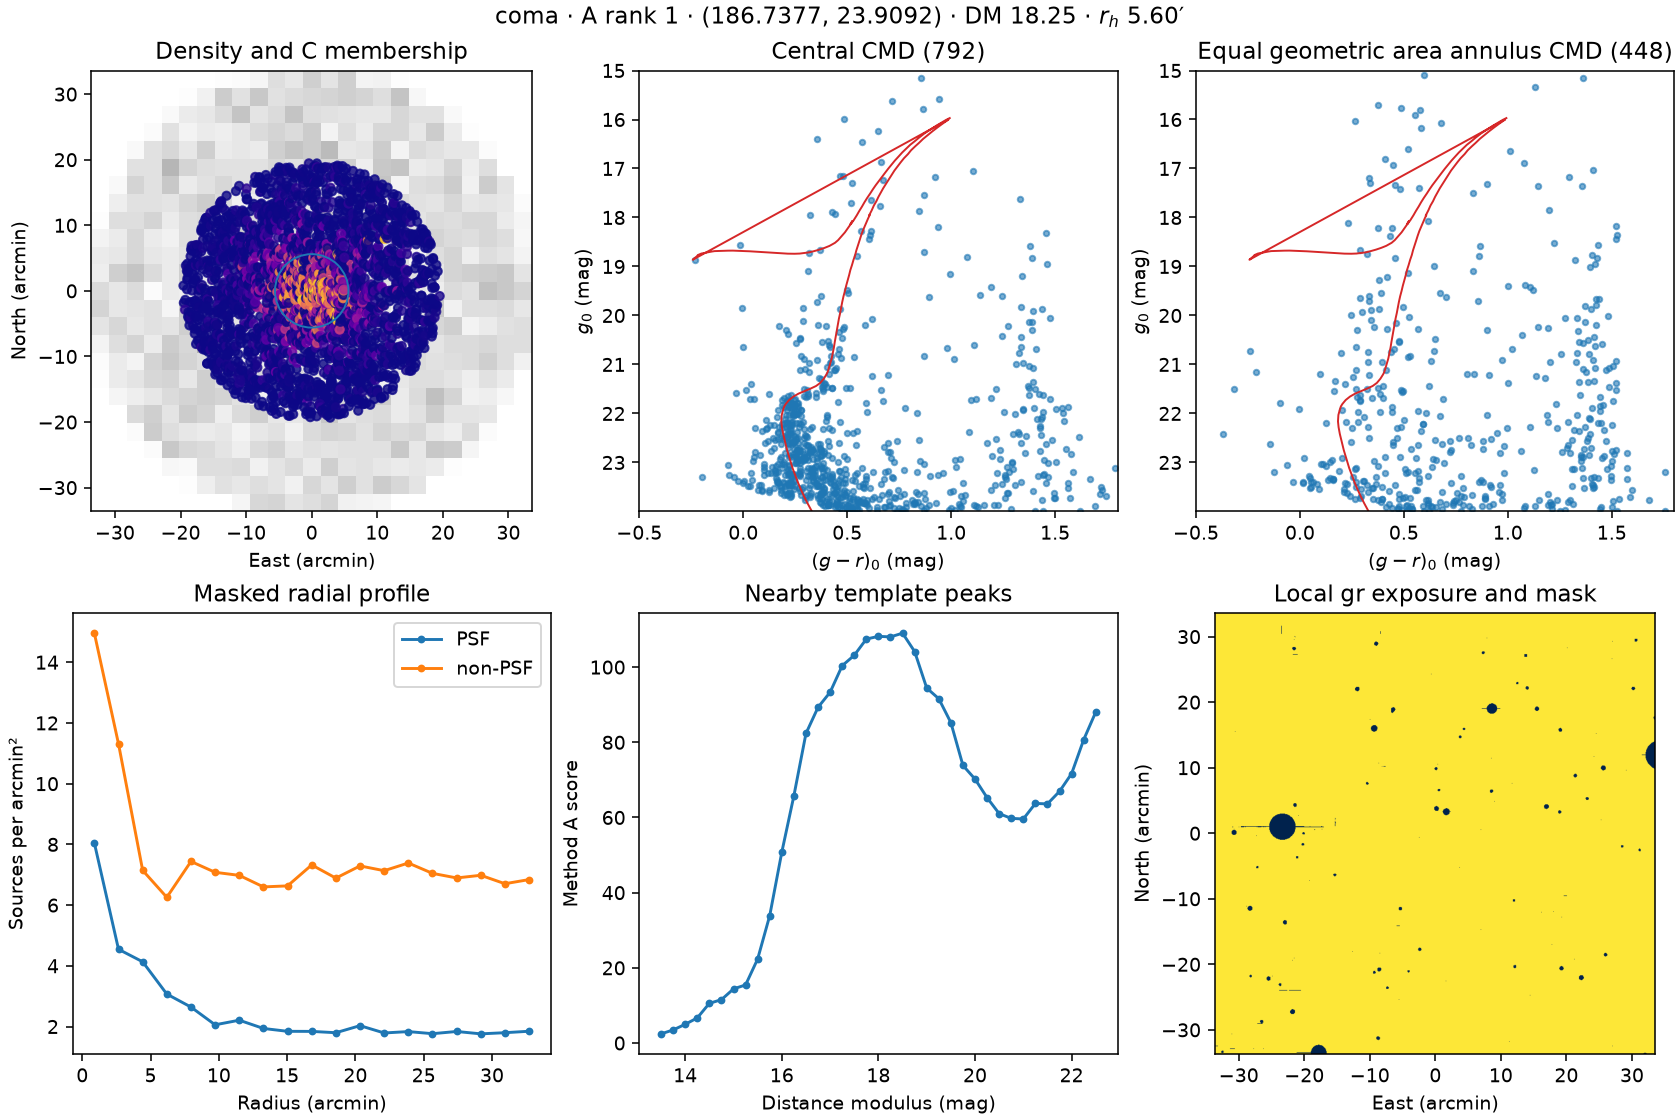 coma · A rank 1 · (186.7377, 23.9092) · DM 18.25 · r_h 5.60′
Density and C membership
30
20
10
0
−10
−20
−30
−30 −20 −10 0 10 20 30
North (arcmin)
East (arcmin)
Central CMD (792)
15
16
17
18
19
20
21
22
23
−0.5 0.0 0.5 1.0 1.5
g₀ (mag)
(g − r)₀ (mag)
Equal geometric area annulus CMD (448)
15
16
17
18
19
20
21
22
23
−0.5 0.0 0.5 1.0 1.5
g₀ (mag)
(g − r)₀ (mag)
Masked radial profile
PSF
non-PSF
14
12
10
8
6
4
2
0 5 10 15 20 25 30
Sources per arcmin²
Radius (arcmin)
Nearby template peaks
100
80
60
40
20
0
14 16 18 20 22
Method A score
Distance modulus (mag)
Local gr exposure and mask
30
20
10
0
−10
−20
−30
−30 −20 −10 0 10 20 30
North (arcmin)
East (arcmin)